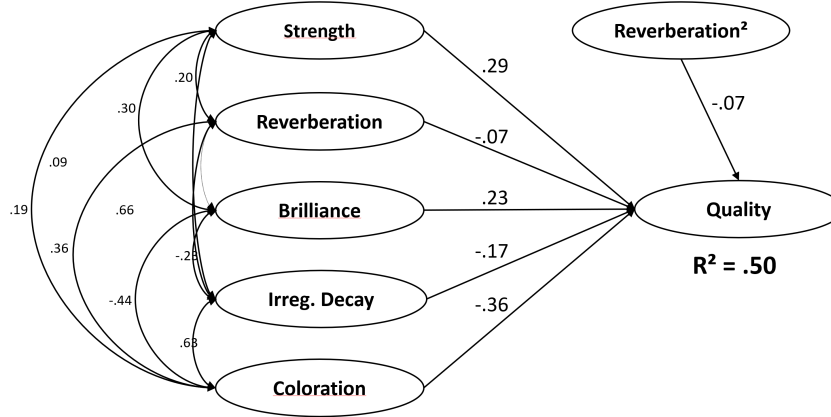 Strength
Reverberation²
.20
.29
-.07
.30
Reverberation
-.07
.09
Brilliance
.23
Quality
.19
.66
.36
-.17
R² = .50
-.44
Irreg. Decay
-.36
.63
Coloration